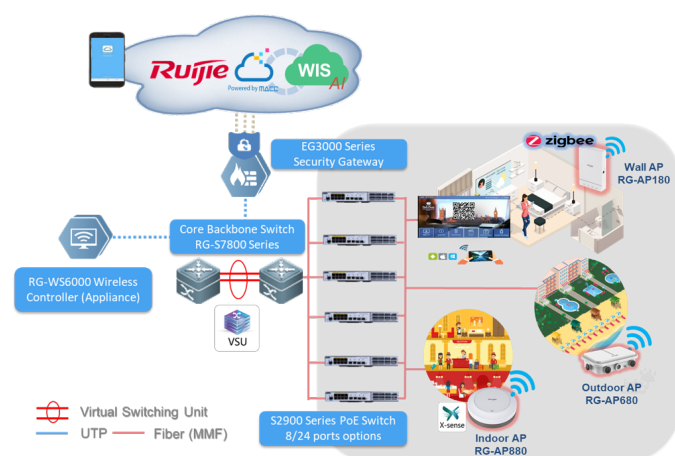 Ruijie
Powered by MACC
WIS
AI
EG3000 Series
Security Gateway
zigbee
Wall AP
RG-AP180
Core Backbone Switch
RG-S7800 Series
RG-WS6000 Wireless
Controller (Appliance)
VSU
Outdoor AP
RG-AP680
X-sense
Indoor AP
RG-AP880
S2900 Series PoE Switch
8/24 ports options
Virtual Switching Unit
UTP
Fiber (MMF)